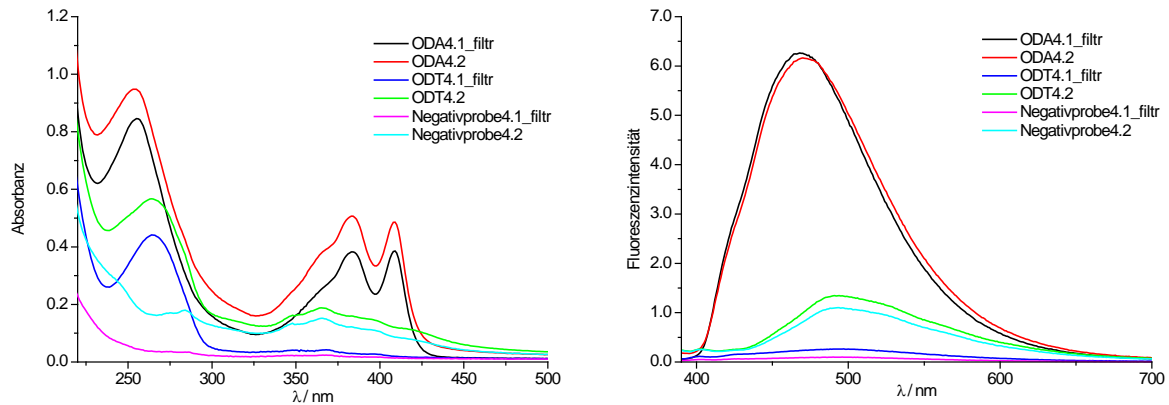 Absorbanz
1.2
1.0
0.8
0.6
0.4
0.2
0.0
250
300
350
400
450
500
λ/ nm
ODA4.1_filtr
ODA4.2
ODT4.1_filtr
ODT4.2
Negativprobe4.1_filtr
Negativprobe4.2
Fluoreszenzintensität
7.0
6.0
5.0
4.0
3.0
2.0
1.0
0.0
400
500
600
700
λ/ nm
ODA4.1_filtr
ODA4.2
ODT4.1_filtr
ODT4.2
Negativprobe4.1_filtr
Negativprobe4.2